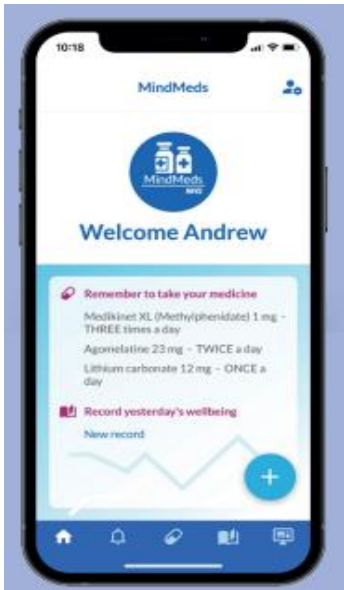 10:18
MindMeds
MindMeds
NHS
Welcome Andrew
Remember to take your medicine
Medikinet XL (Methylphenidate) 1 mg –
THREE times a day
Agomelatine 23 mg – TWICE a day
Lithium carbonate 12 mg – ONCE a
day
Record yesterday's wellbeing
New record